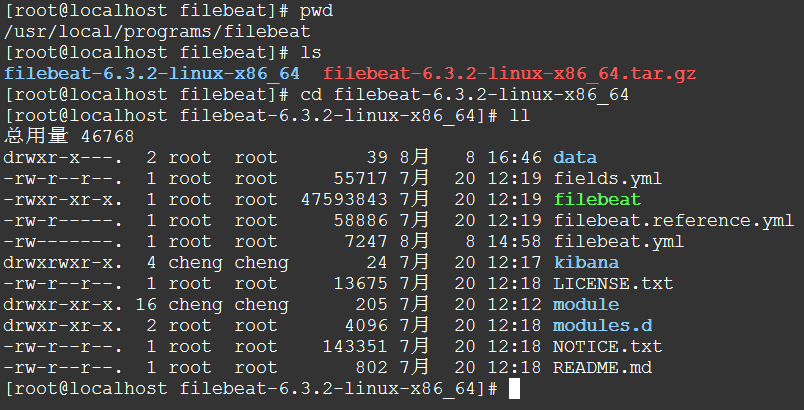 [root@localhost filebeat]# pwd
/usr/local/programs/filebeat
[root@localhost filebeat]# ls
filebeat-6.3.2-linux-x86_64  filebeat-6.3.2-linux-x86_64.tar.gz
[root@localhost filebeat]# cd filebeat-6.3.2-linux-x86_64
[root@localhost filebeat-6.3.2-linux-x86_64]# ll
总用量 46768
drwxr-x---.  2 root  root        39 8月   8 16:46 data
-rw-r--r--.  1 root  root     55717 7月  20 12:19 fields.yml
-rwxr-xr-x.  1 root  root  47593843 7月  20 12:19 filebeat
-rw-r-----.  1 root  root     58886 7月  20 12:19 filebeat.reference.yml
-rw-------.  1 root  root      7247 8月   8 14:58 filebeat.yml
drwxrwxr-x.  4 cheng cheng       24 7月  20 12:17 kibana
-rw-r--r--.  1 root  root     13675 7月  20 12:18 LICENSE.txt
drwxr-xr-x. 16 cheng cheng      205 7月  20 12:12 module
drwxr-xr-x.  2 root  root      4096 7月  20 12:18 modules.d
-rw-r--r--.  1 root  root    143351 7月  20 12:18 NOTICE.txt
-rw-r--r--.  1 root  root       802 7月  20 12:18 README.md
[root@localhost filebeat-6.3.2-linux-x86_64]#